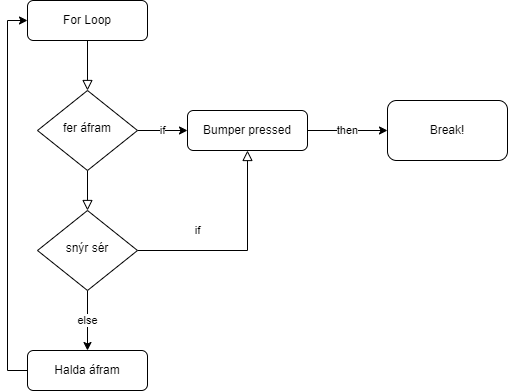 For Loop
fer áfram
if
Bumper pressed
then
Break!
snýr sér
if
else
Halda áfram